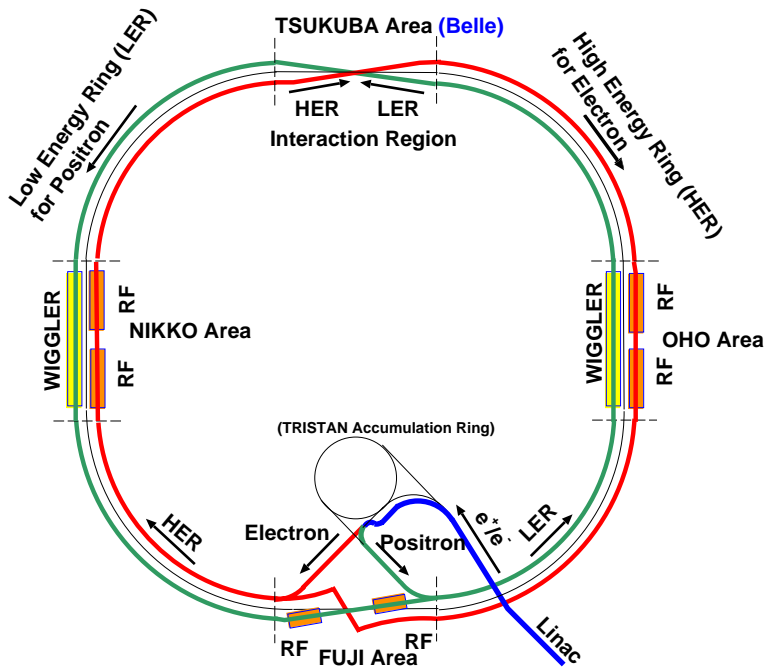 TSUKUBA Area (Belle)
Low Energy Ring (LER)
for Positron
High Energy Ring (HER)
for Electron
HER
LER
Interaction Region
WIGGLER
RF
RF
NIKKO Area
WIGGLER
RF
RF
OHO Area
(TRISTAN Accumulation Ring)
HER
Electron
Positron
e+/e-
LER
Linac
RF
RF
FUJI Area